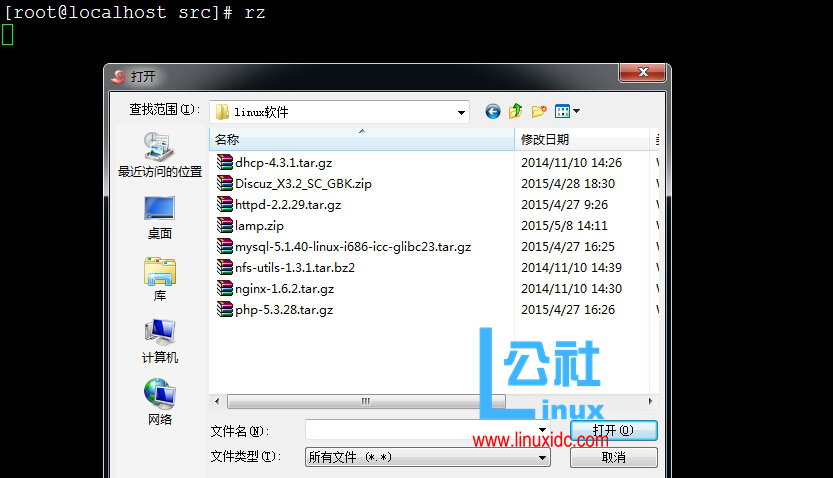 [root@localhost src]# rz
打开
查找范围(I):
linux软件
名称
修改日期
最近访问的位置
桌面
库
计算机
网络
dhcp-4.3.1.tar.gz 2014/11/10 14:26
Discuz_X3.2_SC_GBK.zip 2015/4/28 18:30
httpd-2.2.29.tar.gz 2015/4/27 9:26
lamp.zip 2015/5/8 14:11
mysql-5.1.40-linux-i686-icc-glibc23.tar.gz 2015/4/27 16:25
nfs-utils-1.3.1.tar.bz2 2014/11/10 14:39
nginx-1.6.2.tar.gz 2014/11/10 14:30
php-5.3.28.tar.gz 2015/4/27 16:26
Linux公社
www.linuxidc.com
文件名(N):
打开(O)
文件类型(T):
所有文件 (*.*)
取消